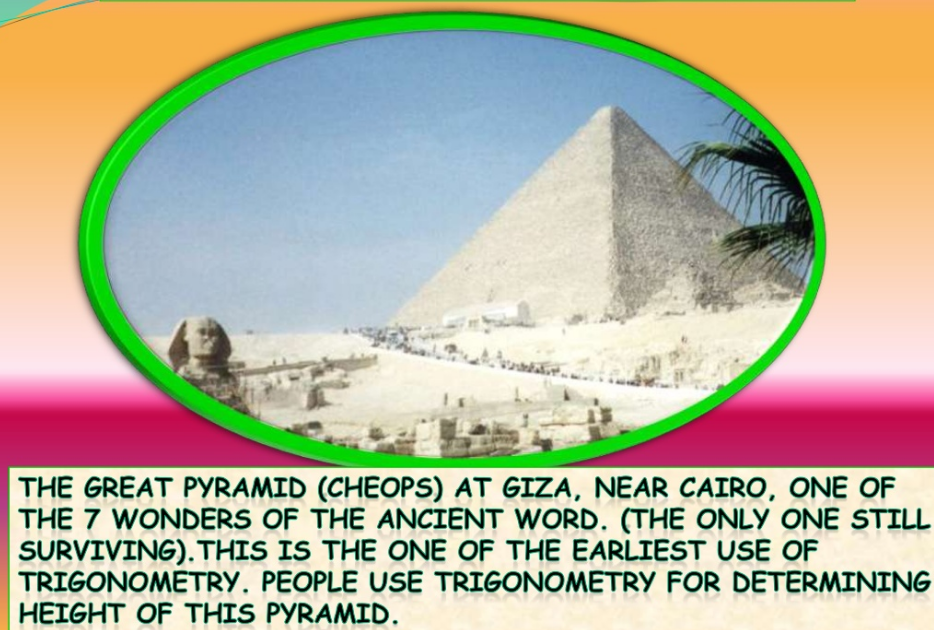 THE GREAT PYRAMID (CHEOPS) AT GIZA, NEAR CAIRO, ONE OF
THE 7 WONDERS OF THE ANCIENT WORD. (THE ONLY ONE STILL
SURVIVING).THIS IS THE ONE OF THE EARLIEST USE OF
TRIGONOMETRY. PEOPLE USE TRIGONOMETRY FOR DETERMINING
HEIGHT OF THIS PYRAMID.